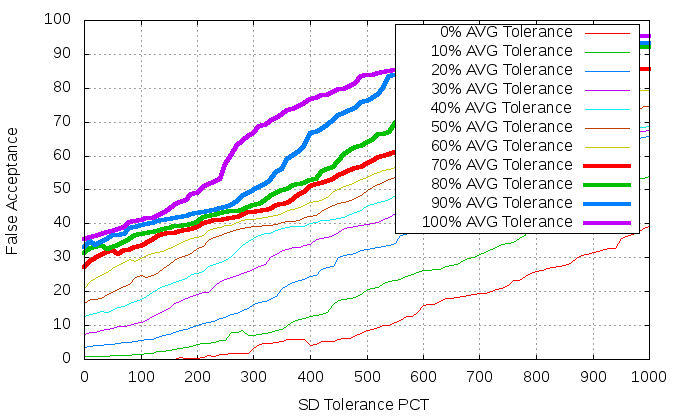 100
90
80
70
60
50
40
30
20
10
0
False Acceptance
0% AVG Tolerance
10% AVG Tolerance
20% AVG Tolerance
30% AVG Tolerance
40% AVG Tolerance
50% AVG Tolerance
60% AVG Tolerance
70% AVG Tolerance
80% AVG Tolerance
90% AVG Tolerance
100% AVG Tolerance
0 100 200 300 400 500 600 700 800 900 1000
SD Tolerance PCT